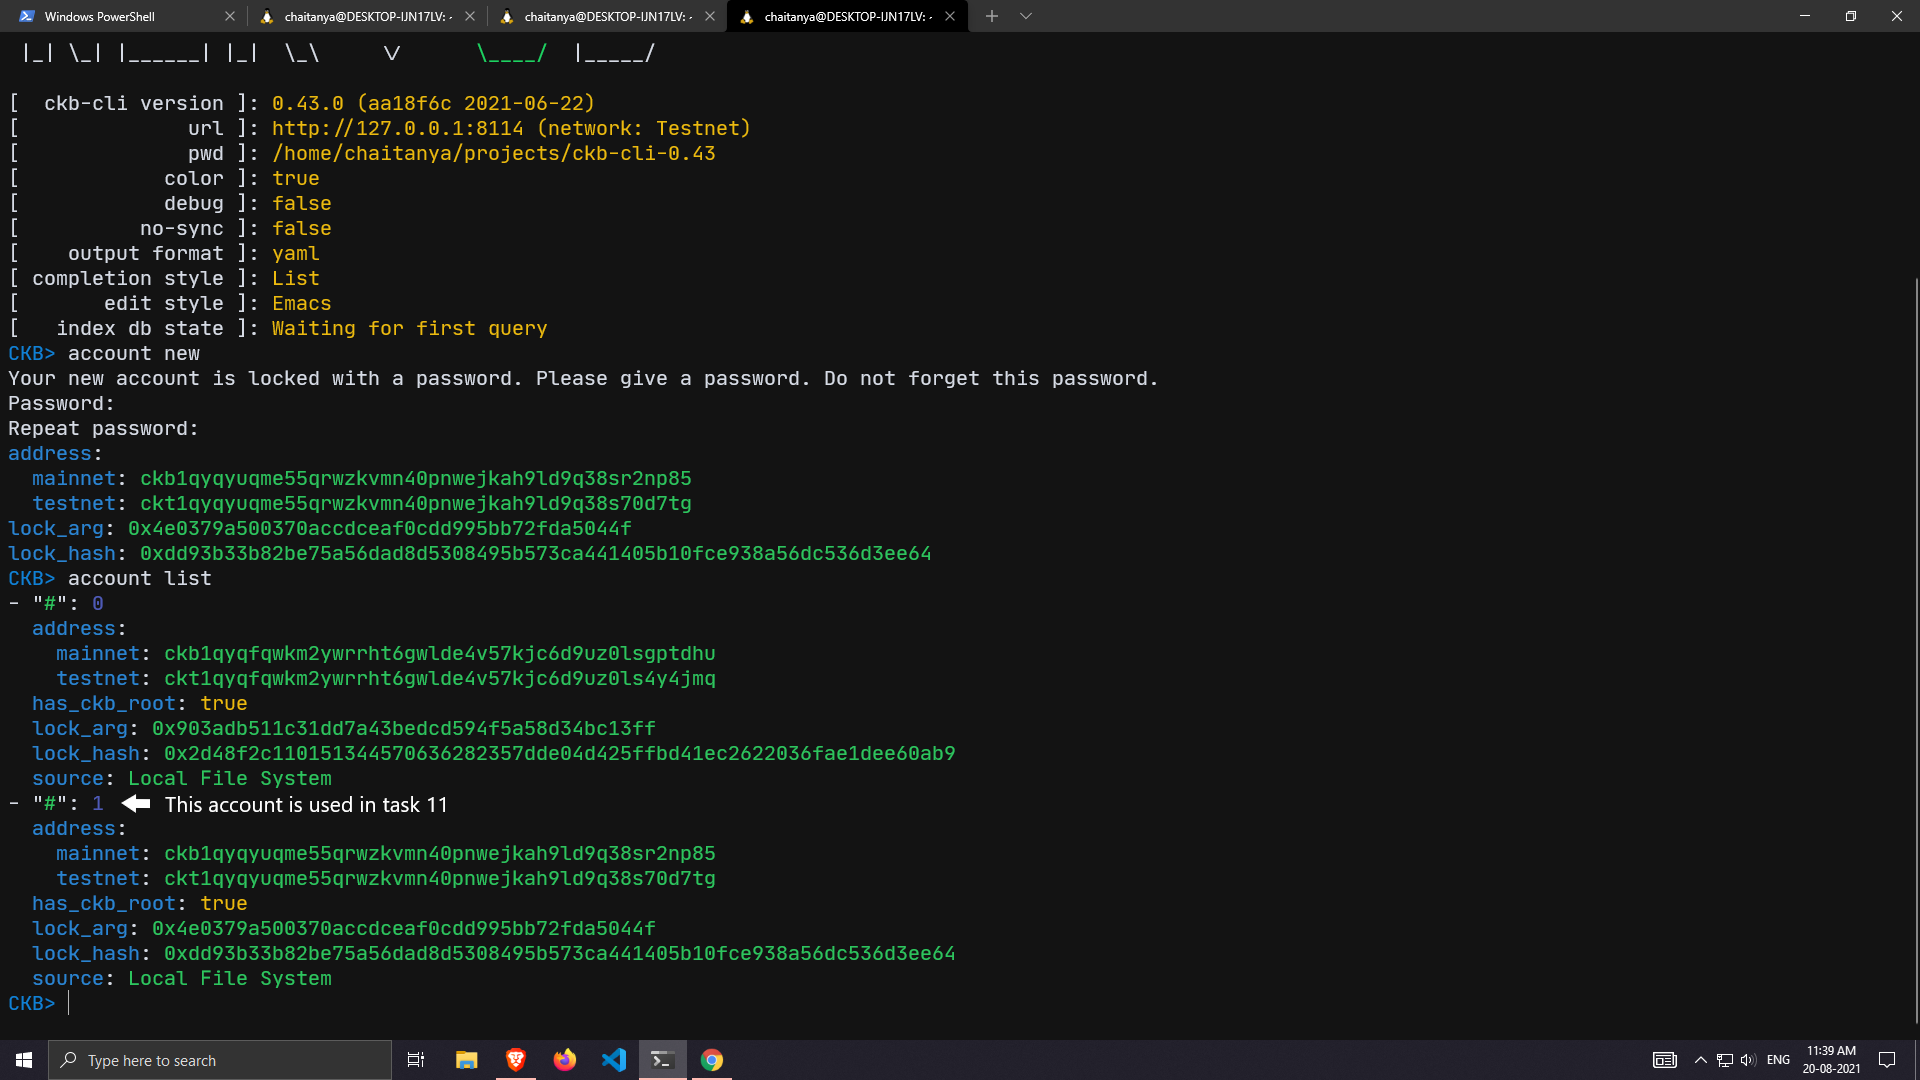 Windows PowerShell
chaitanya@DESKTOP-IJN17LV: -
chaitanya@DESKTOP-IJN17LV: -
chaitanya@DESKTOP-IJN17LV: -
|_| \_| |______| |_|  \_\     \/      \____/  |_____/
[  ckb-cli version ]: 0.43.0 (aa18f6c 2021-06-22)
[              url ]: http://127.0.0.1:8114 (network: Testnet)
[              pwd ]: /home/chaitanya/projects/ckb-cli-0.43
[            color ]: true
[            debug ]: false
[          no-sync ]: false
[    output format ]: yaml
[ completion style ]: List
[       edit style ]: Emacs
[   index db state ]: Waiting for first query
CKB> account new
Your new account is locked with a password. Please give a password. Do not forget this password.
Password:
Repeat password:
address:
  mainnet: ckb1qyqyuqme55qrwzkvmn40pnwejkah9ld9q38sr2np85
  testnet: ckt1qyqyuqme55qrwzkvmn40pnwejkah9ld9q38s70d7tg
lock_arg: 0x4e0379a500370accdceaf0cdd995bb72fda5044f
lock_hash: 0xdd93b33b82be75a56dad8d5308495b573ca441405b10fce938a56dc536d3ee64
CKB> account list
- "#": 0
  address:
    mainnet: ckb1qyqfqwkm2ywrrht6gwlde4v57kjc6d9uz0lsgptdhu
    testnet: ckt1qyqfqwkm2ywrrht6gwlde4v57kjc6d9uz0ls4y4jmq
  has_ckb_root: true
  lock_arg: 0x903adb511c31dd7a43bedcd594f5a58d34bc13ff
  lock_hash: 0x2d48f2c110151344570636282357dde04d425ffbd41ec2622036fae1dee60ab9
  source: Local File System
- "#": 1 This account is used in task 11
  address:
    mainnet: ckb1qyqyuqme55qrwzkvmn40pnwejkah9ld9q38sr2np85
    testnet: ckt1qyqyuqme55qrwzkvmn40pnwejkah9ld9q38s70d7tg
  has_ckb_root: true
  lock_arg: 0x4e0379a500370accdceaf0cdd995bb72fda5044f
  lock_hash: 0xdd93b33b82be75a56dad8d5308495b573ca441405b10fce938a56dc536d3ee64
  source: Local File System
CKB>
Type here to search
ENG
11:39 AM
20-08-2021